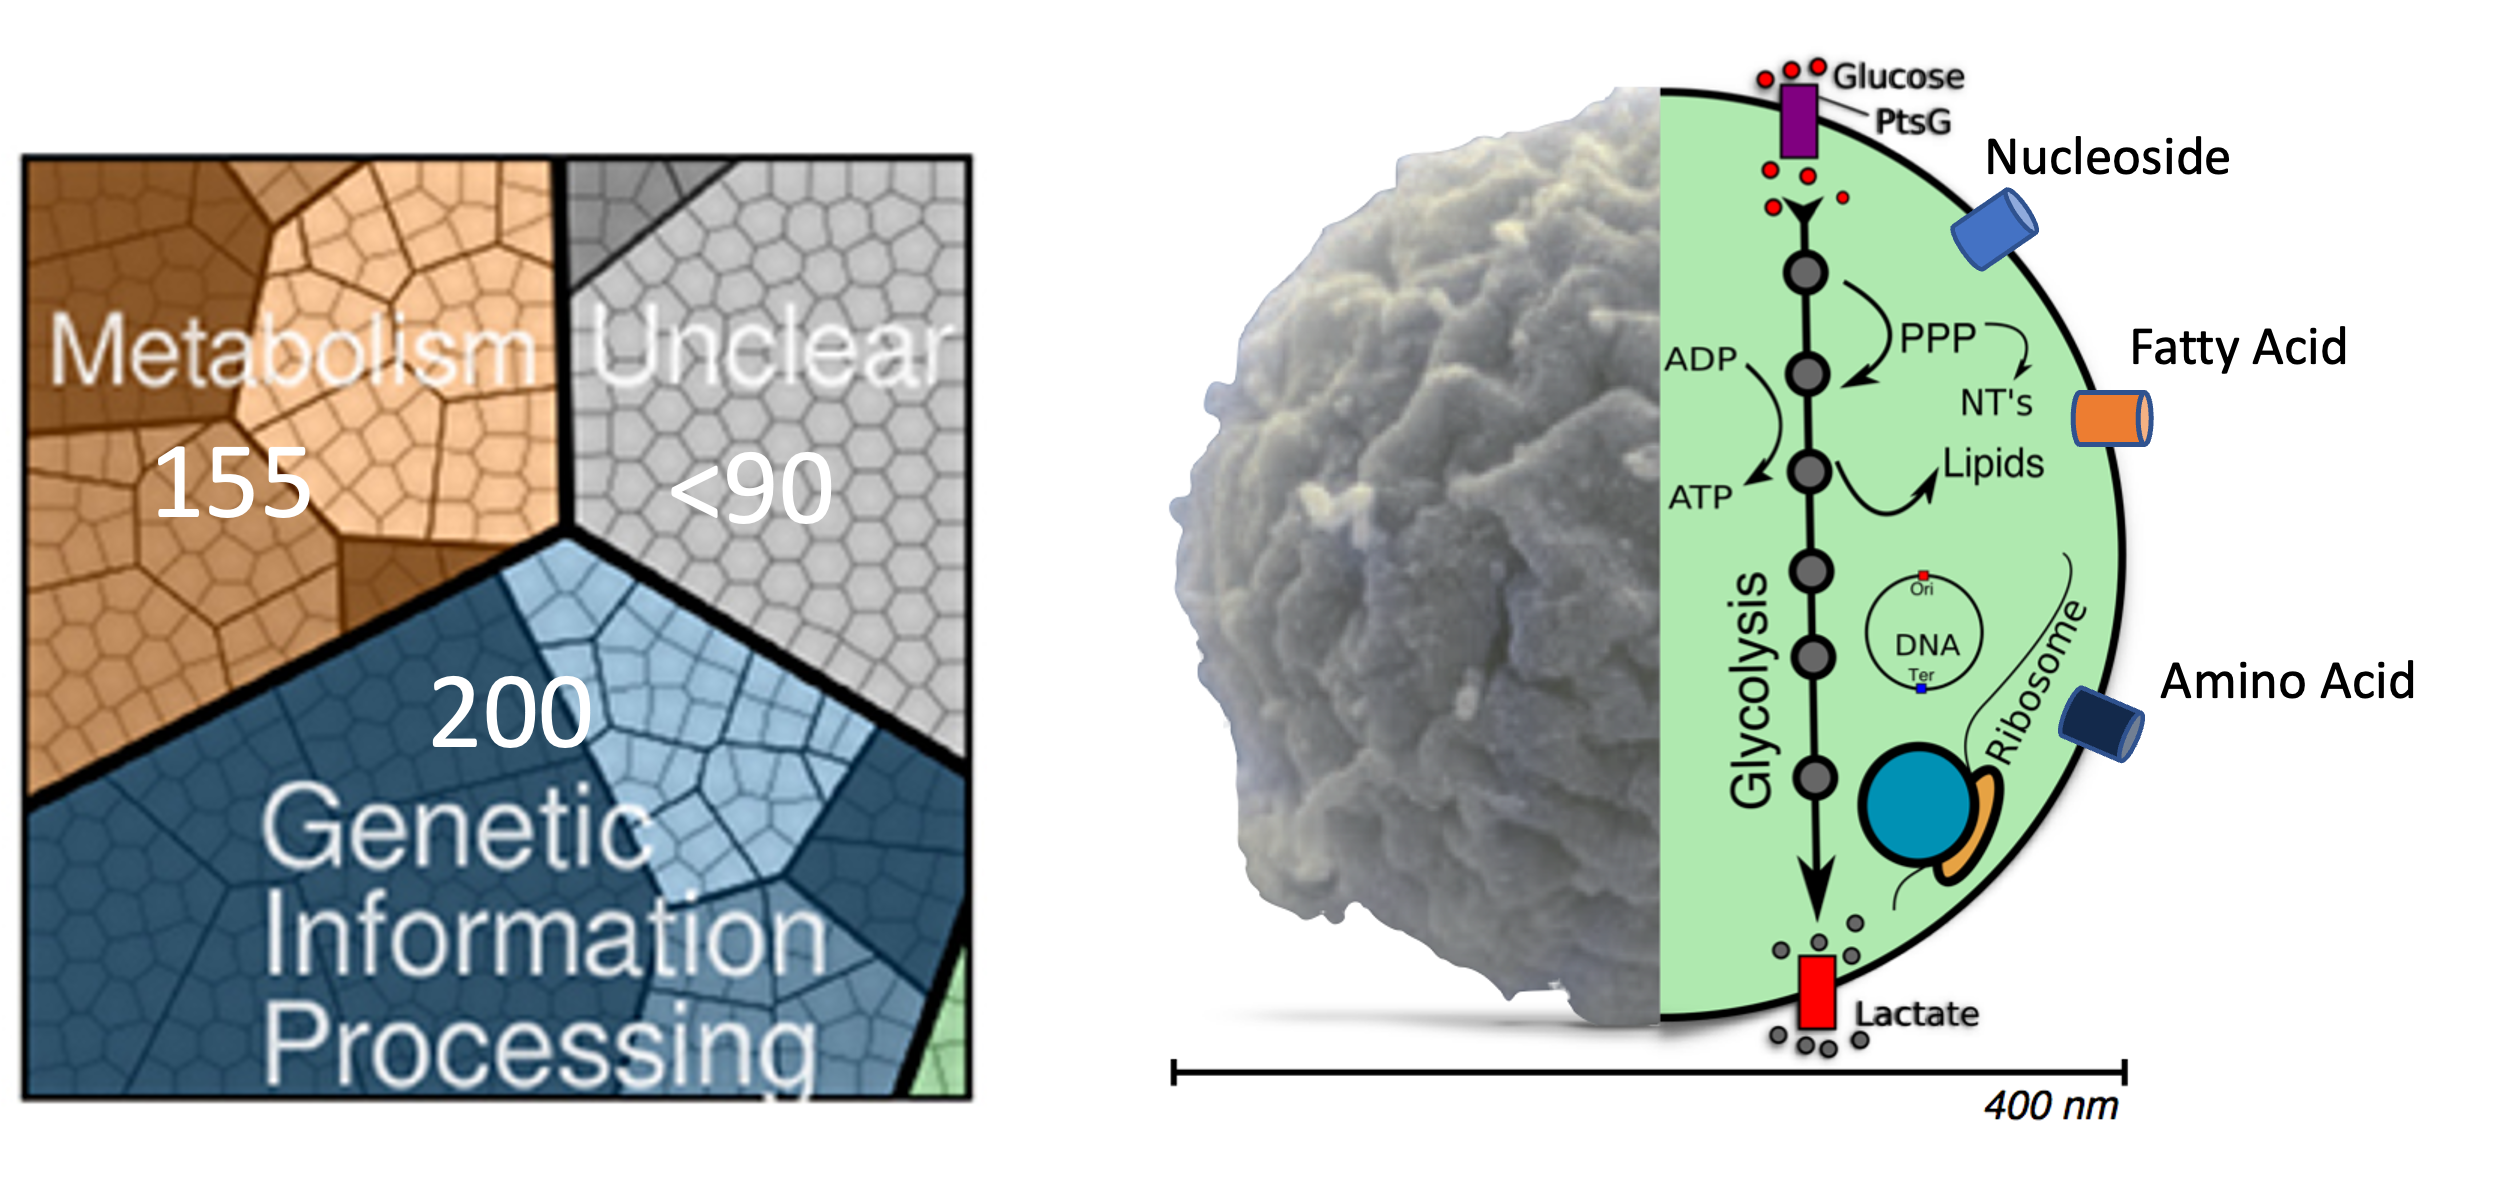 Metabolism
155
Unclear
<90
200
Genetic
Information
Processing
Glucose
PtsG
Nucleoside
Fatty Acid
Amino Acid
ADP
ATP
PPP
NT's
Lipids
Glycolysis
Ori
DNA
Ter
Ribosome
Lactate
400 nm